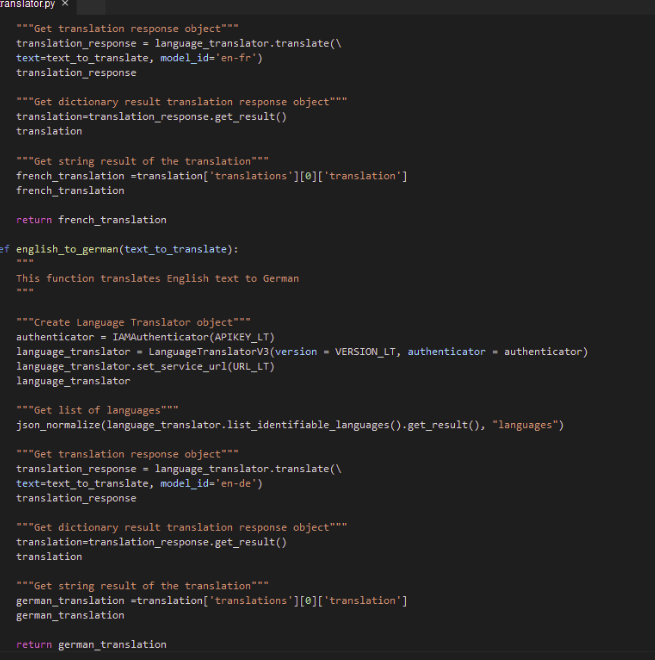 ranslator.py ×
"""Get translation response object"""
translation_response = language_translator.translate(\
text=text_to_translate, model_id='en-fr')
translation_response
"""Get dictionary result translation response object"""
translation=translation_response.get_result()
translation
"""Get string result of the translation"""
french_translation =translation['translations'][0]['translation']
french_translation
return french_translation
ef english_to_german(text_to_translate):
"""
This function translates English text to German
"""
"""Create Language Translator object"""
authenticator = IAMAuthenticator(APIKEY_LT)
language_translator = LanguageTranslatorV3(version = VERSION_LT, authenticator = authenticator)
language_translator.set_service_url(URL_LT)
language_translator
"""Get list of languages"""
json_normalize(language_translator.list_identifiable_languages().get_result(), "languages")
"""Get translation response object"""
translation_response = language_translator.translate(\
text=text_to_translate, model_id='en-de')
translation_response
"""Get dictionary result translation response object"""
translation=translation_response.get_result()
translation
"""Get string result of the translation"""
german_translation =translation['translations'][0]['translation']
german_translation
return german_translation